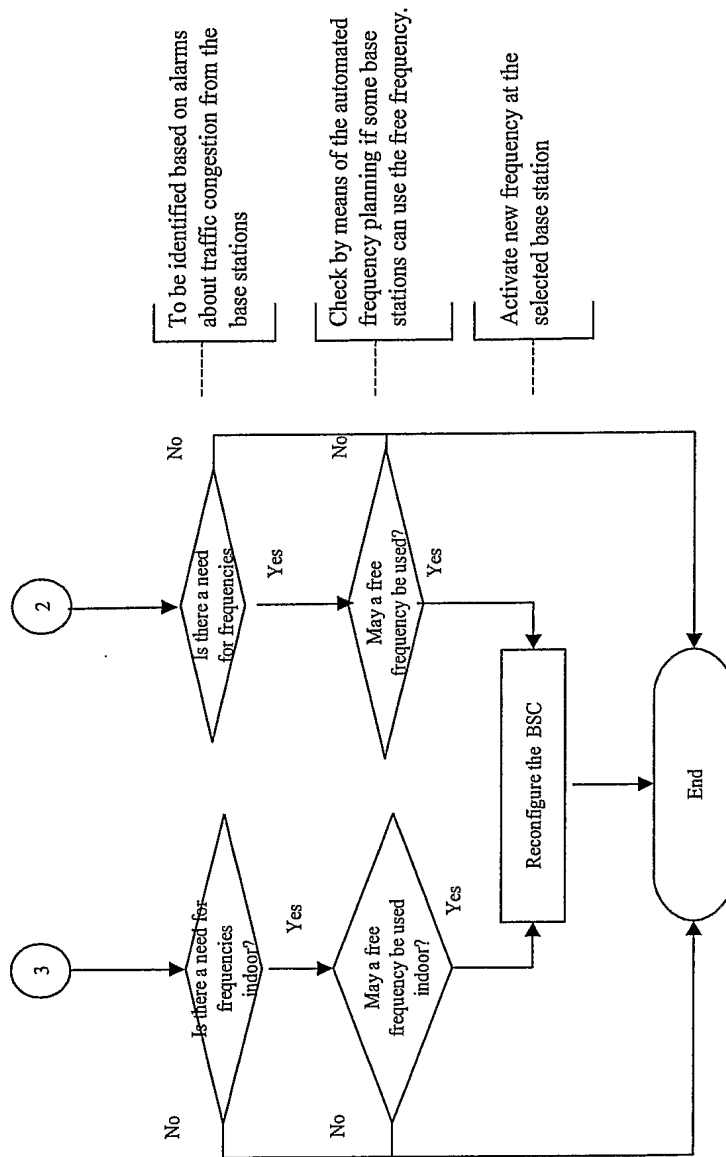 3
2
Is there a need for
frequencies
indoor?
No
Yes
Is there a need
for frequencies
No
Yes
To be identified based on alarms
about traffic congestion from the
base stations
May a free
frequency be used
indoor?
No
Yes
May a free
frequency be used?
No
Yes
Check by means of the automated
frequency planning if some base
stations can use the free frequency.
Reconfigure the BSC
Activate new frequency at the
selected base station
End